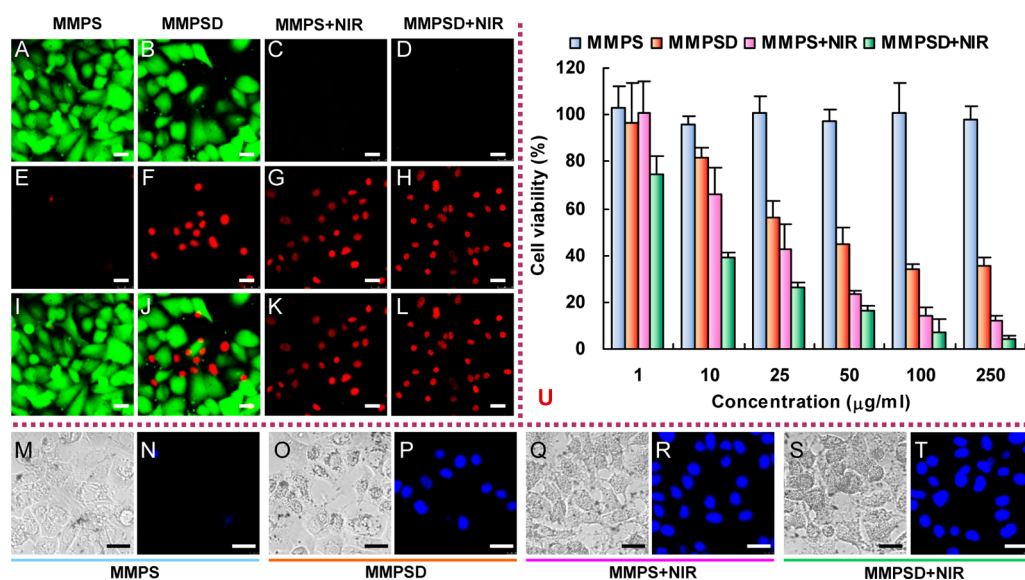 MMPS MMPSD MMPS+NIR MMPSD+NIR
A B C D
E F G H
I J K L
MMPS MMPSD MMPS+NIR MMPSD+NIR
120
100
80
60
40
20
0
Cell viability (%)
1 10 25 50 100 250
U Concentration (μg/ml)
M N O P Q R S T
MMPS MMPSD MMPS+NIR MMPSD+NIR